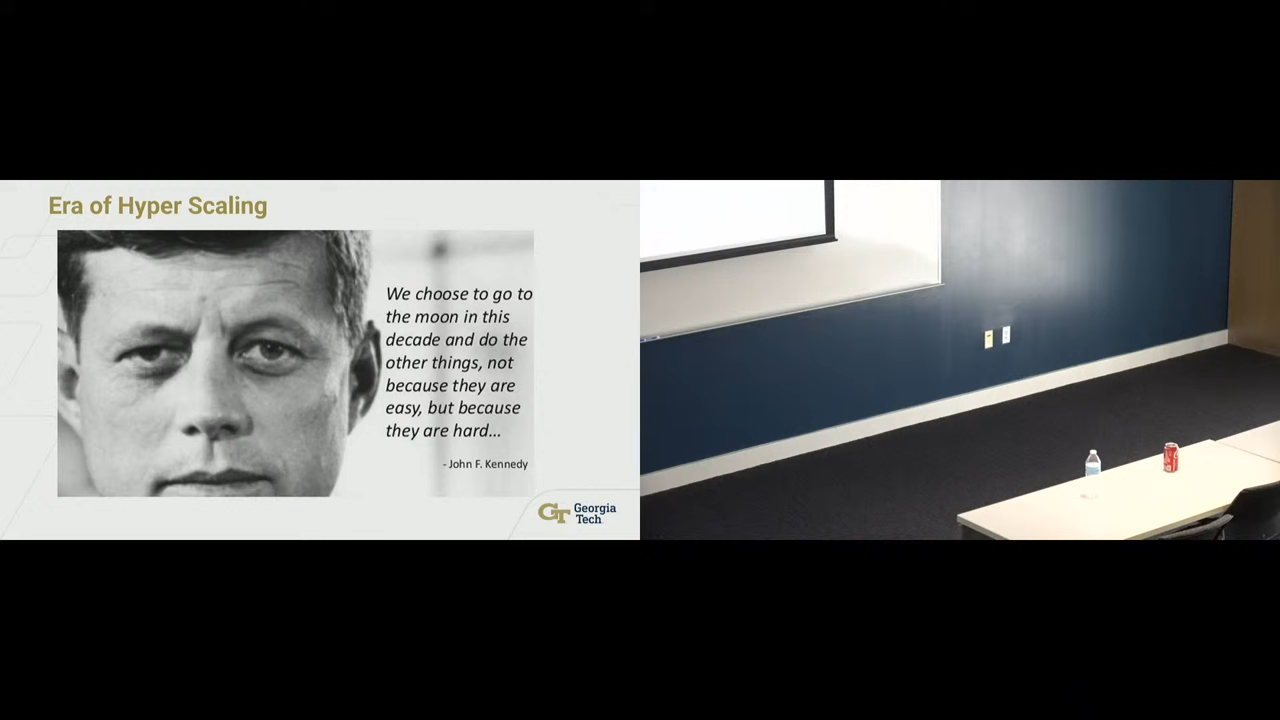 Era of Hyper Scaling
We choose to go to
the moon in this
decade and do the
other things, not
because they are
easy, but because
they are hard...
- John F. Kennedy
GT Georgia
Tech